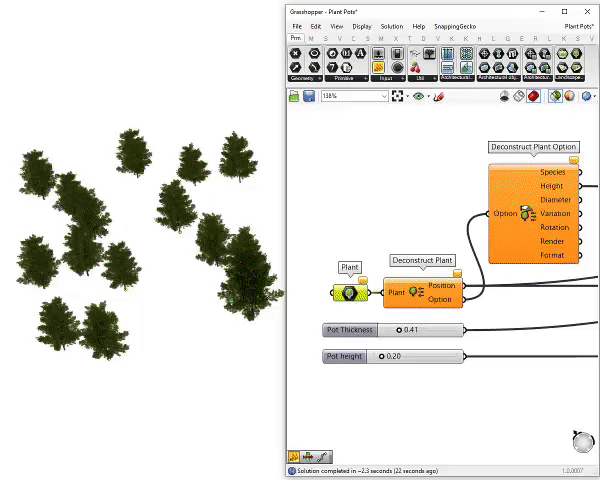 Grasshopper - Plant Pots*
File Edit View Display Solution Help SnappingGecko Plant Pots*
Prm M S V C S M X D T D V M K K H L A F E R L A K S V
Geometry Primitive Input Util Architectural.. Architectural obj.. Architectur.. Landscape..
138%
Deconstruct Plant Option
Species
Height
Diameter
Option Variation
Rotation
Render
Format
Plant
Deconstruct Plant
Plant Position
Option
Pot Thickness 0.41
Pot height 0.20
Solution completed in ~2.3 seconds (22 seconds ago) 1.0.0007